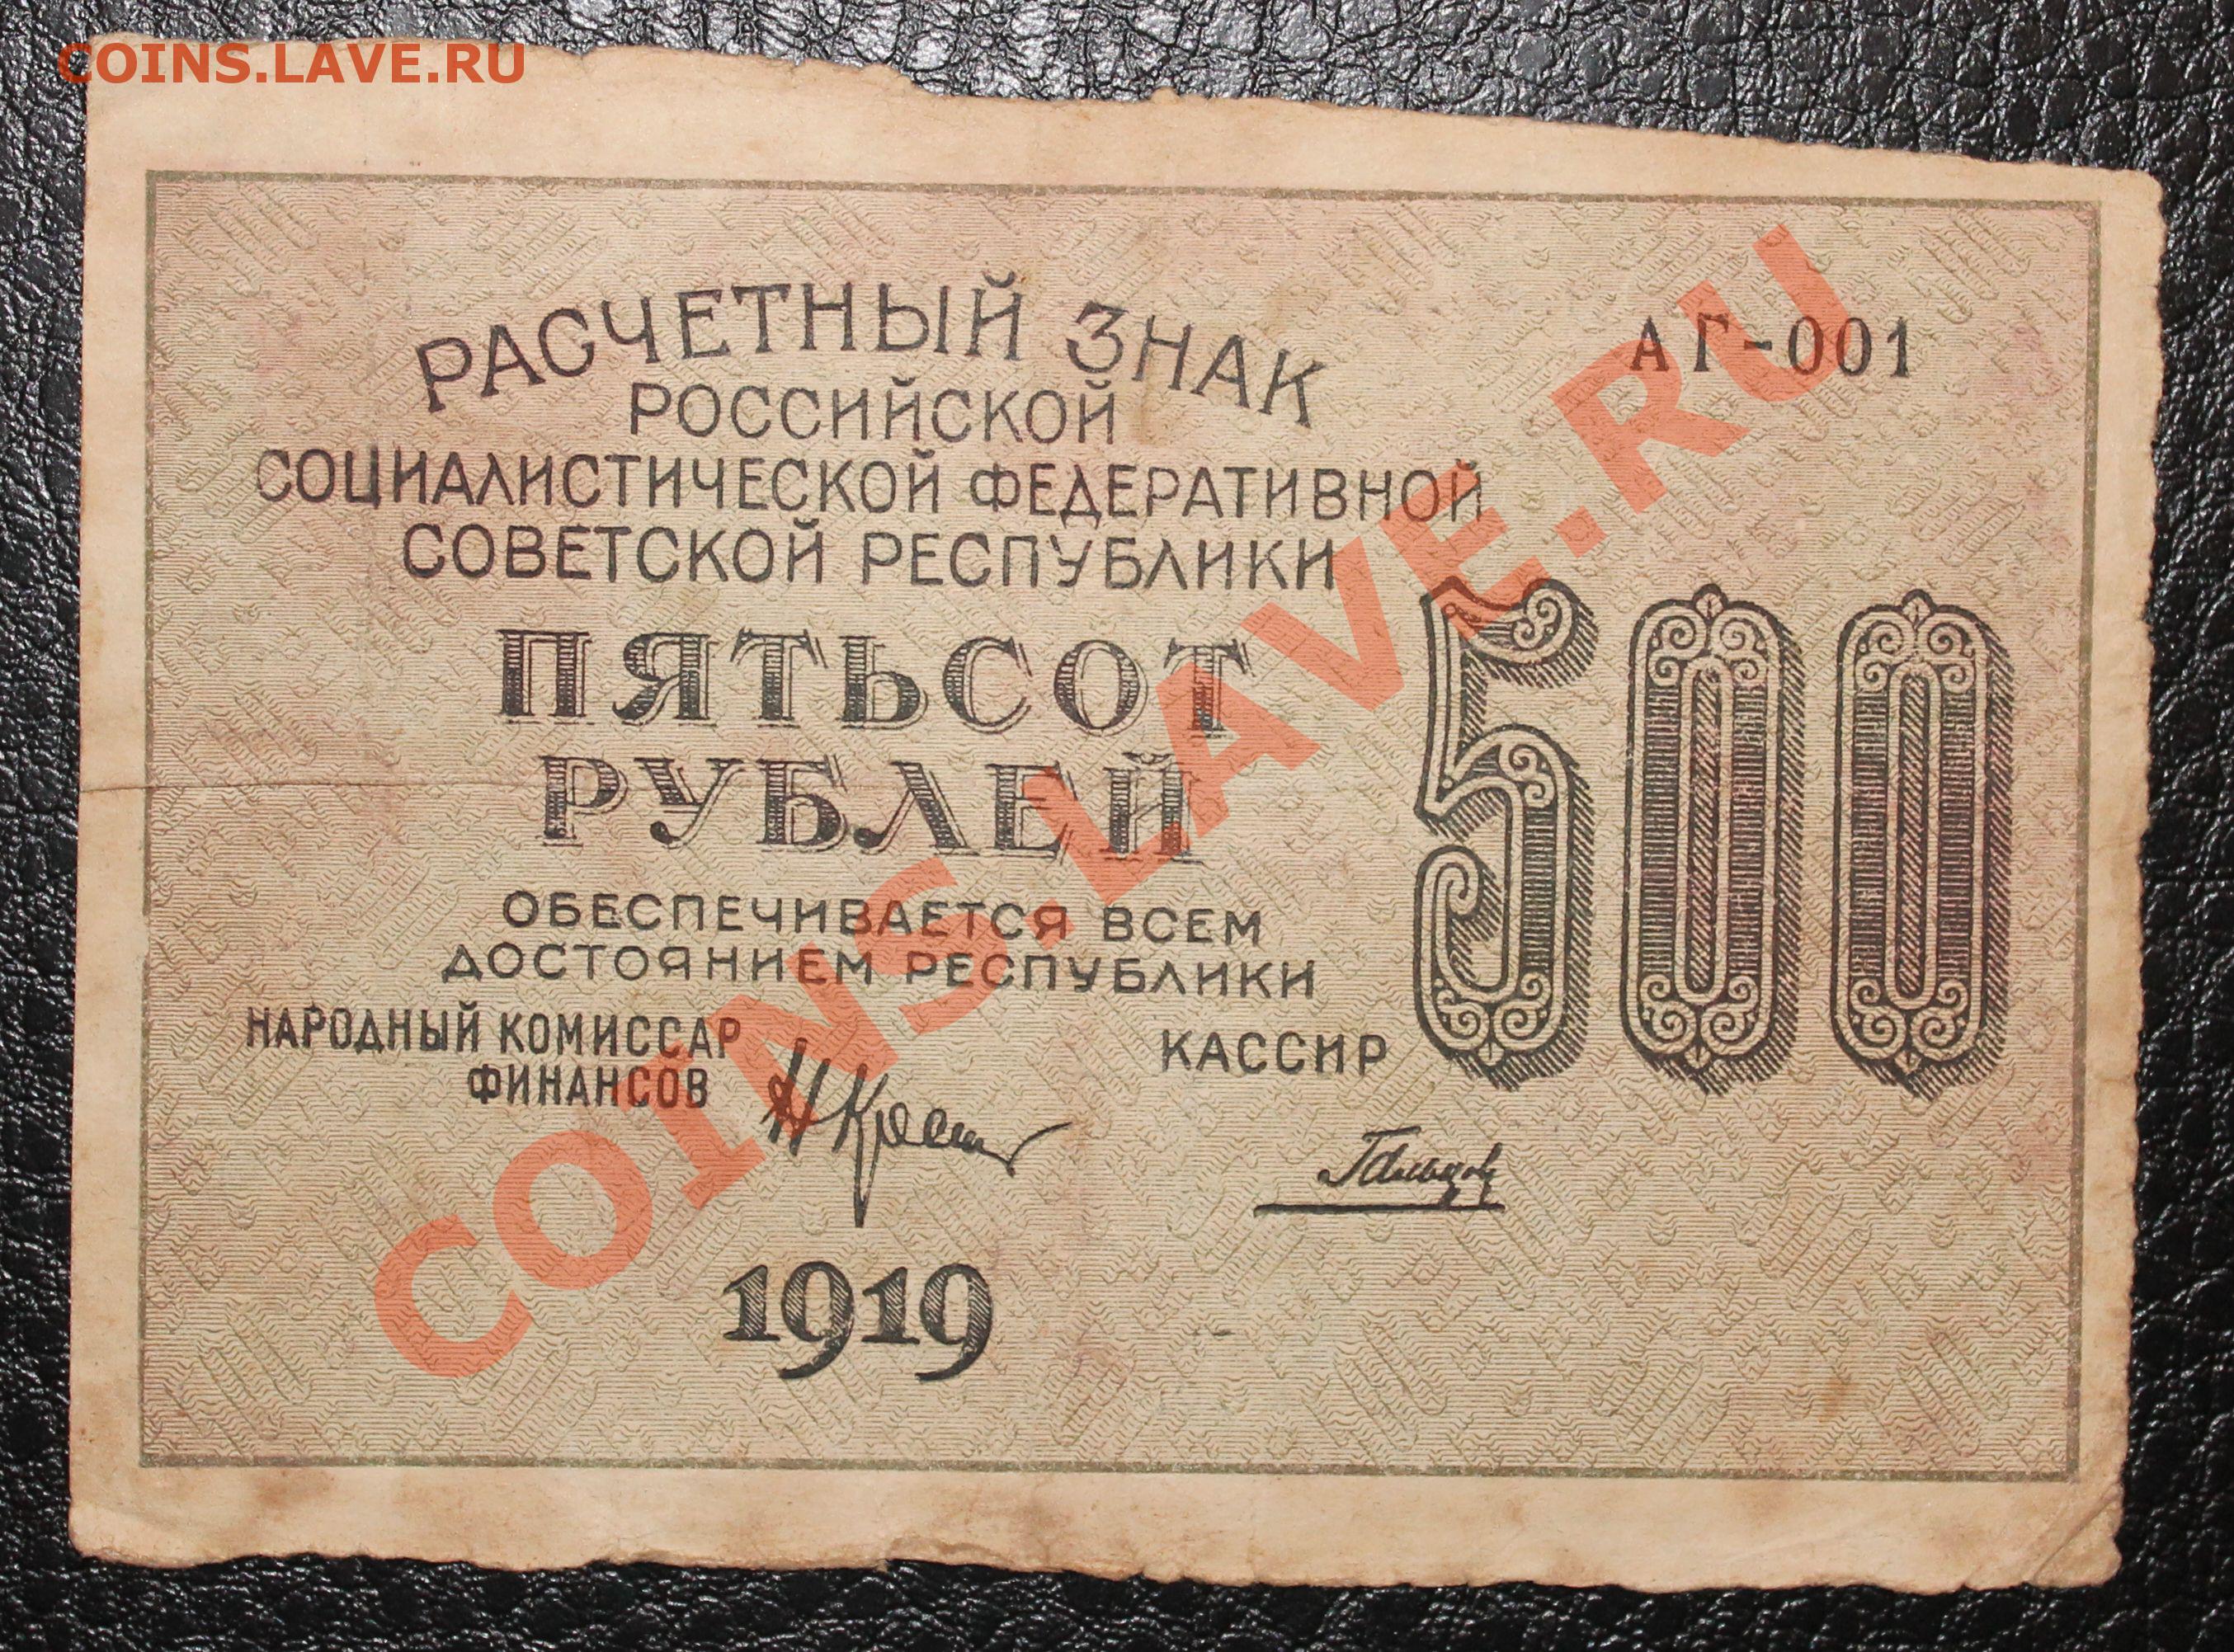 COINS.LAVE.RU
РАСЧЕТНЫЙ ЗНАК
АГ-001
РОССИЙСКОЙ
СОЦИАЛИСТИЧЕСКОЙ ФЕДЕРАТИВНОЙ
СОВЕТСКОЙ РЕСПУБЛИКИ
ПЯТЬСОТ
РУБЛЕЙ
500
ОБЕСПЕЧИВАЕТСЯ ВСЕМ
ДОСТОЯНИЕМ РЕСПУБЛИКИ
НАРОДНЫЙ КОМИССАР
ФИНАНСОВ
КАССИР
1919
COINS.LAVE.RU